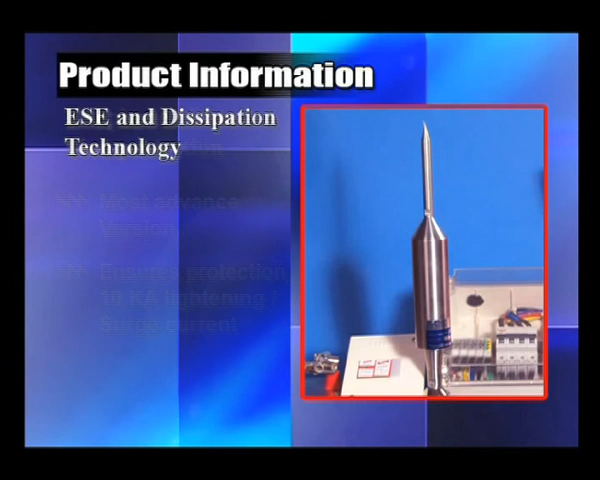 Product Information
ESE and Dissipation
Technology
>>> Most advance
version
>>> Ensures protection
10 KA lightening /
Surge current